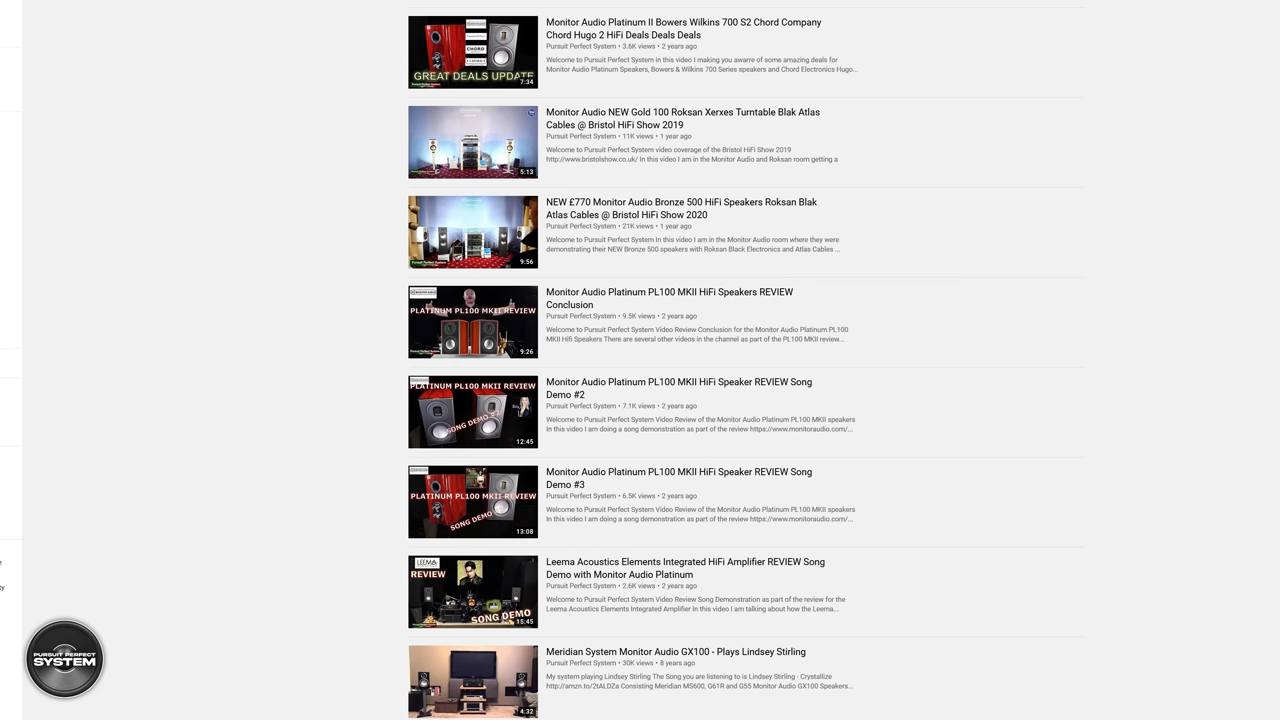 Monitor Audio Platinum II Bowers Wilkins 700 S2 Chord Company
Chord Hugo 2 HiFi Deals Deals Deals
Pursuit Perfect System • 3.6K views • 2 years ago
Welcome to Pursuit Perfect System in this video I making you awarre of some amazing deals for
Monitor Audio Platinum Speakers, Bowers & Wilkins 700 Series speakers and Chord Electronics Hugo...
CHORD
GREAT DEALS UPDATE
7:34
Monitor Audio NEW Gold 100 Roksan Xerxes Turntable Blak Atlas
Cables @ Bristol HiFi Show 2019
Pursuit Perfect System • 11K views • 1 year ago
Welcome to Pursuit Perfect System video coverage of the Bristol HiFi Show 2019
http://www.bristolshow.co.uk/ In this video I am in the Monitor Audio and Roksan room getting a
5:13
NEW £770 Monitor Audio Bronze 500 HiFi Speakers Roksan Blak
Atlas Cables @ Bristol HiFi Show 2020
Pursuit Perfect System • 21K views • 1 year ago
Welcome to Pursuit Perfect System In this video I am in the Monitor Audio room where they were
demonstrating their NEW Bronze 500 speakers with Roksan Black Electronics and Atlas Cables ...
Pursuit Perfect System
9:56
Monitor Audio Platinum PL100 MKII HiFi Speakers REVIEW
Conclusion
Pursuit Perfect System • 9.5K views • 2 years ago
Welcome to Pursuit Perfect System Video Review Conclusion for the Monitor Audio Platinum PL100
MKII Hifi Speakers There are several other videos in the channel as part of the PL100 MKII review...
PLATINUM PL100 MKII REVIEW
9:26
Monitor Audio Platinum PL100 MKII HiFi Speaker REVIEW Song
Demo #2
Pursuit Perfect System • 7.1K views • 2 years ago
Welcome to Pursuit Perfect System Video Review of the Monitor Audio Platinum PL100 MKII speakers
In this video I am doing a song demonstration as part of the review https://www.monitoraudio.com/...
PLATINUM PL100 MKII REVIEW
SONG DEMO
12:45
Monitor Audio Platinum PL100 MKII HiFi Speaker REVIEW Song
Demo #3
Pursuit Perfect System • 6.5K views • 2 years ago
Welcome to Pursuit Perfect System Video Review of the Monitor Audio Platinum PL100 MKII speakers
In this video I am doing a song demonstration as part of the review https://www.monitoraudio.com/...
PLATINUM PL100 MKII REVIEW
SONG DEMO
13:08
Leema Acoustics Elements Integrated HiFi Amplifier REVIEW Song
Demo with Monitor Audio Platinum
Pursuit Perfect System • 2.6K views • 2 years ago
Welcome to Pursuit Perfect System Video Review Song Demonstration as part of the review for the
Leema Acoustics Elements Integrated Amplifier In this video I am talking about how the Leema...
LEEMA
REVIEW
SONG DEMO
15:45
Meridian System Monitor Audio GX100 - Plays Lindsey Stirling
Pursuit Perfect System • 30K views • 8 years ago
My system playing Lindsey Stirling The Song you are listening to is Lindsey Stirling - Crystallize
http://amzn.to/2tALDZa Consisting Meridian MS600, G61R and G55 Monitor Audio GX100 Speakers...
4:32
PURSUIT PERFECT
SYSTEM